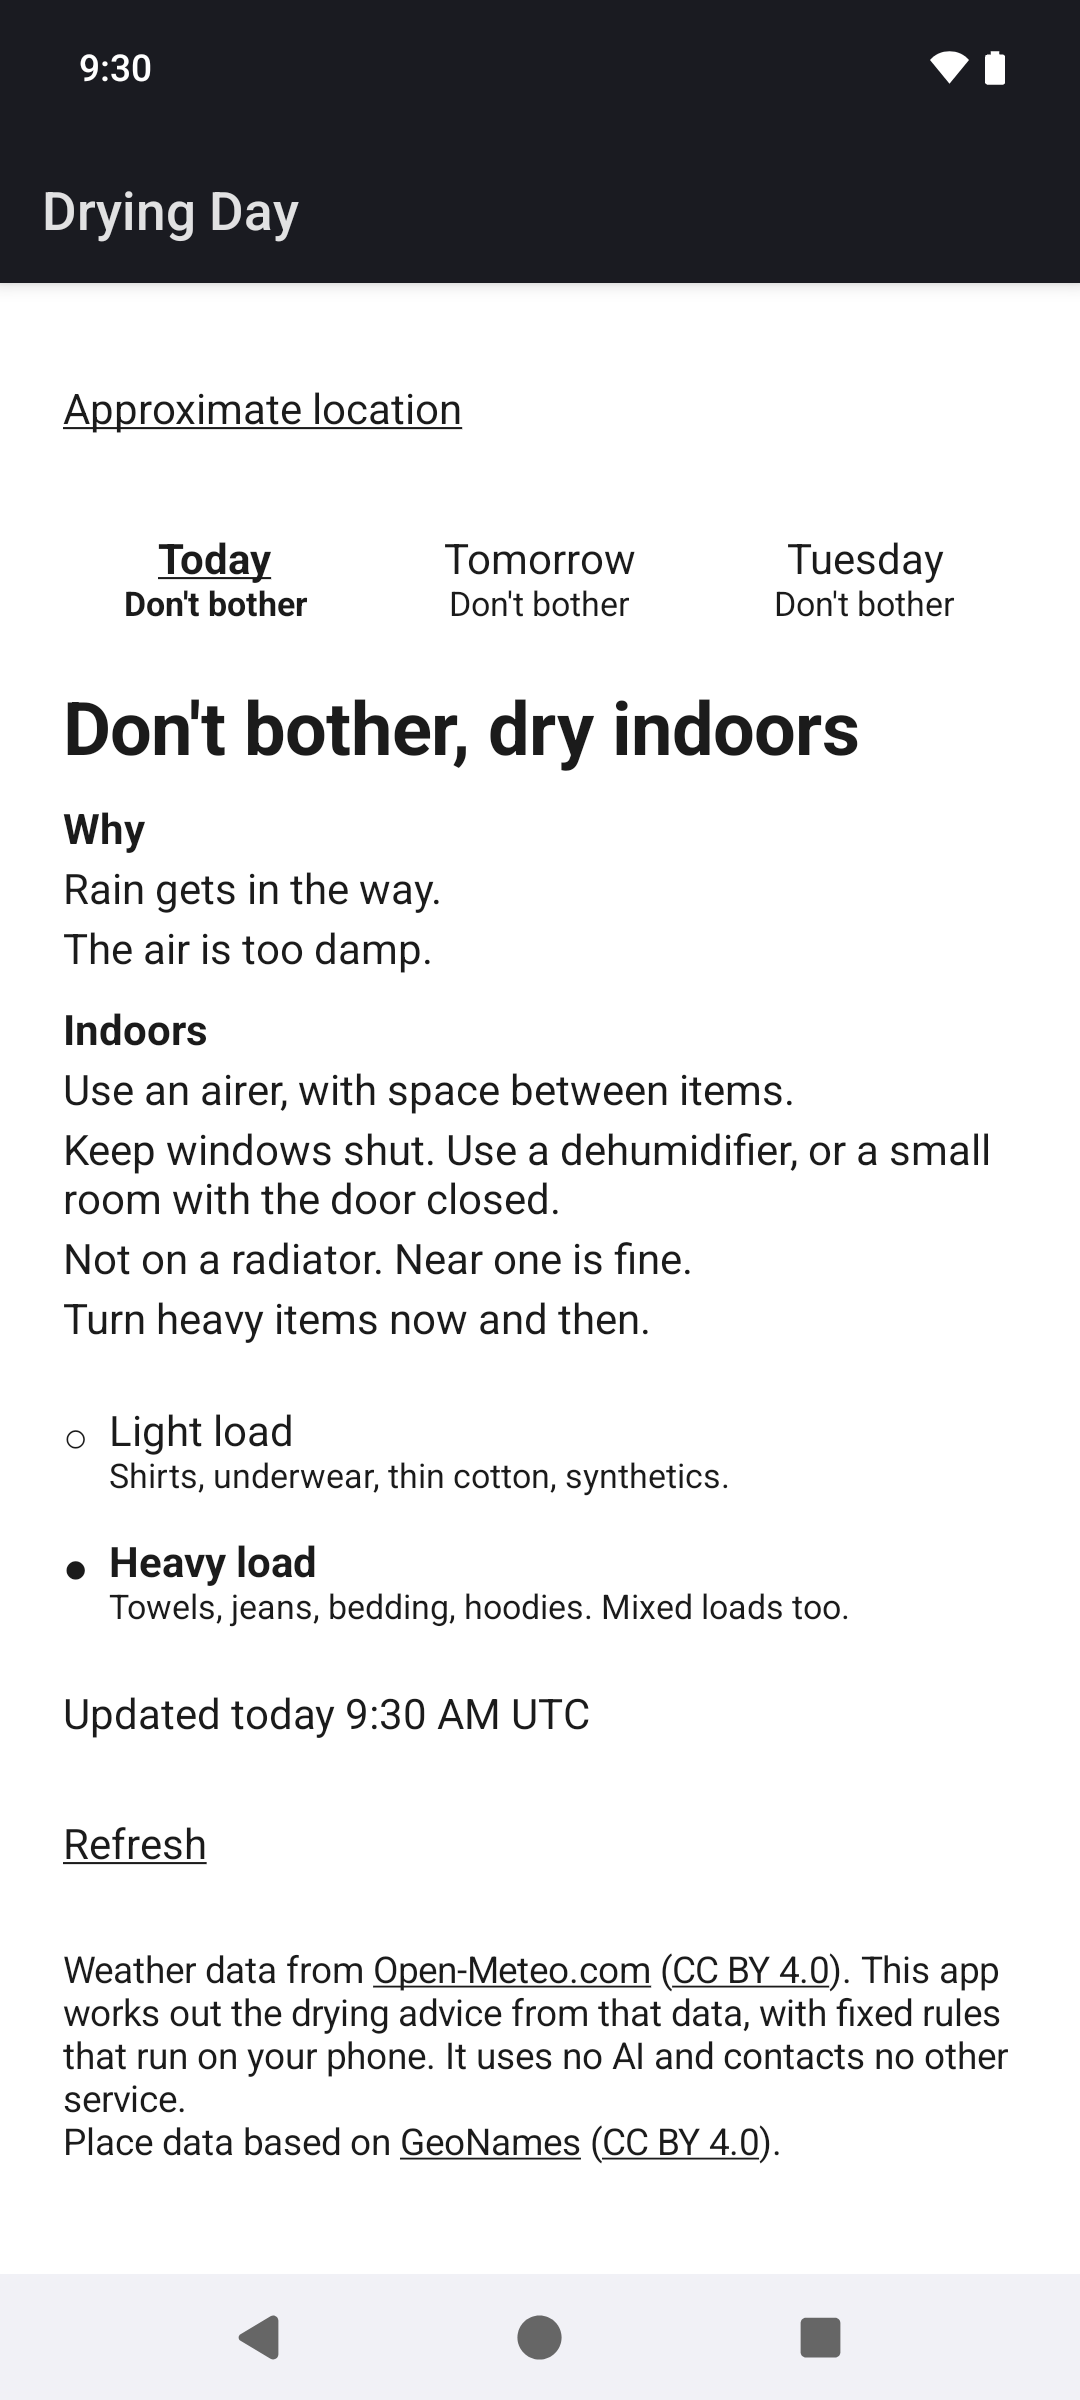 9:30
Drying Day
Approximate location
Today Tomorrow Tuesday
Don't bother Don't bother Don't bother
Don't bother, dry indoors
Why
Rain gets in the way.
The air is too damp.
Indoors
Use an airer, with space between items.
Keep windows shut. Use a dehumidifier, or a small
room with the door closed.
Not on a radiator. Near one is fine.
Turn heavy items now and then.
Light load
Shirts, underwear, thin cotton, synthetics.
Heavy load
Towels, jeans, bedding, hoodies. Mixed loads too.
Updated today 9:30 AM UTC
Refresh
Weather data from Open-Meteo.com (CC BY 4.0). This app
works out the drying advice from that data, with fixed rules
that run on your phone. It uses no AI and contacts no other
service.
Place data based on GeoNames (CC BY 4.0).